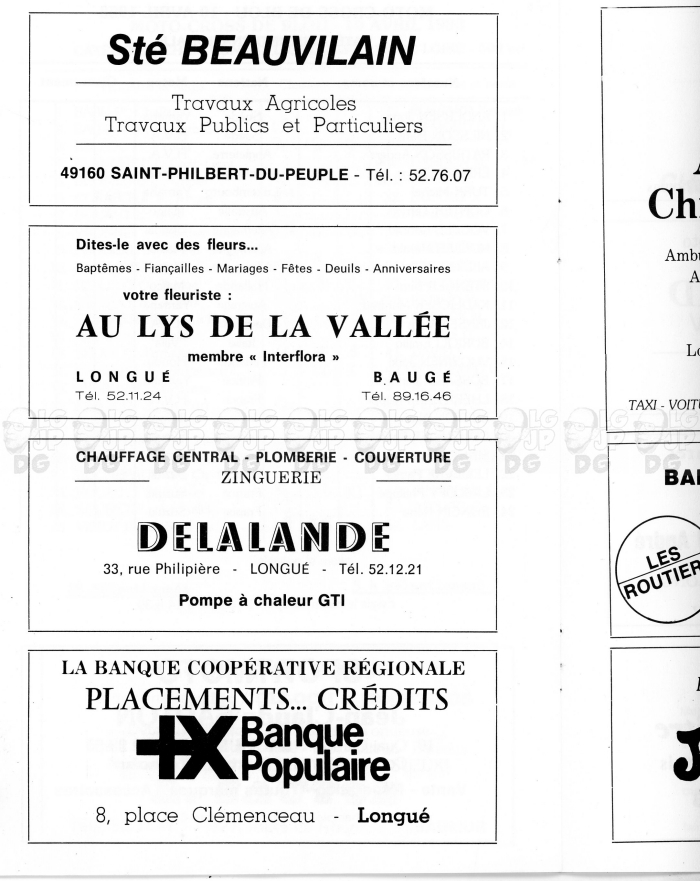 Sté BEAUVILAIN
Travaux Agricoles
Travaux Publics et Particuliers
49160 SAINT-PHILBERT-DU-PEUPLE - Tél. : 52.76.07
Dites-le avec des fleurs...
Baptêmes - Fiançailles - Mariages - Fêtes - Deuils - Anniversaires
votre fleuriste :
AU LYS DE LA VALLÉE
membre « Interflora »
LONGUÉ BAUGÉ
Tél. 52.11.24 Tél. 89.16.46
CHAUFFAGE CENTRAL - PLOMBERIE - COUVERTURE
ZINGUERIE
DELALANDE
33, rue Philipière - LONGUÉ - Tél. 52.12.21
Pompe à chaleur GTI
LA BANQUE COOPÉRATIVE RÉGIONALE
PLACEMENTS... CRÉDITS
Banque
Populaire
8, place Clémenceau - Longué
TAXI -
LES
ROUTIER